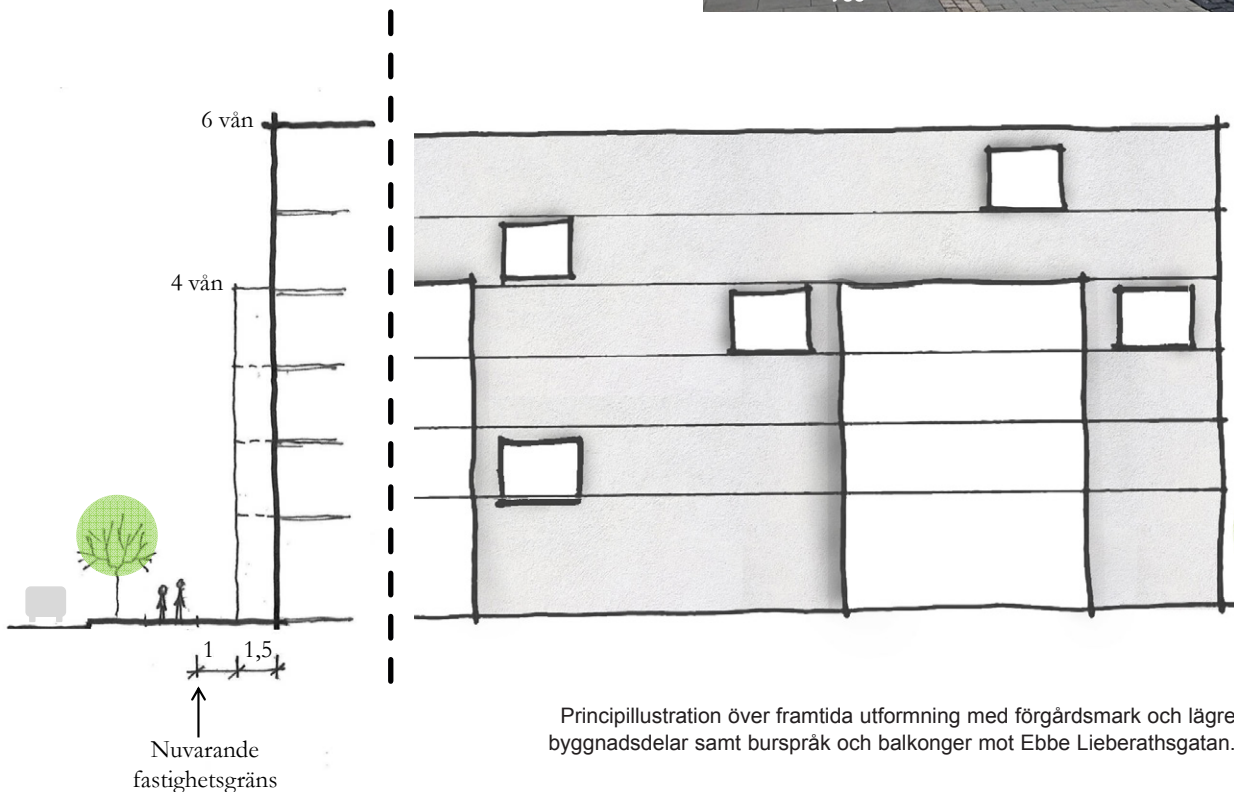 6 vån
4 vån
1
1,5
Nuvarande
fastighetsgräns
Principillustration över framtida utformning med förgårdsmark och lägre
byggnadsdelar samt burspråk och balkonger mot Ebbe Lieberathsgatan.